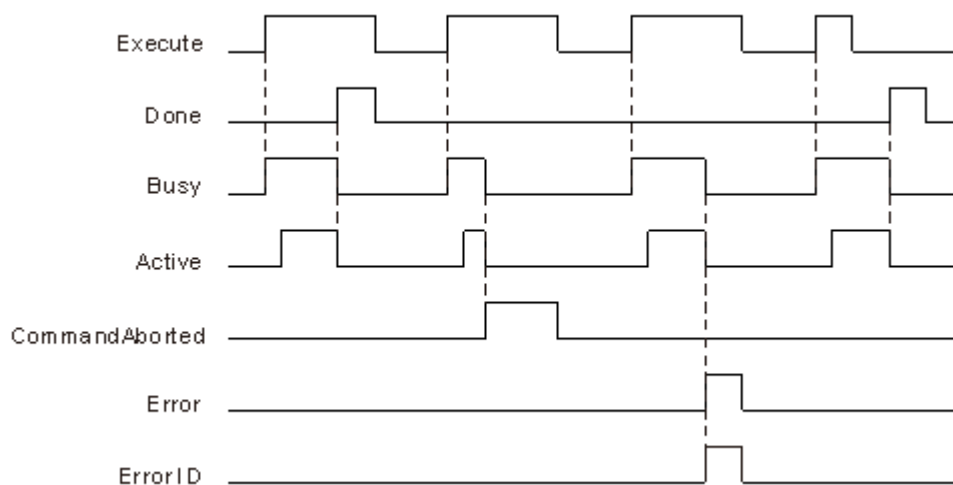 Execute
Done
Busy
Active
CommandAborted
Error
ErrorID